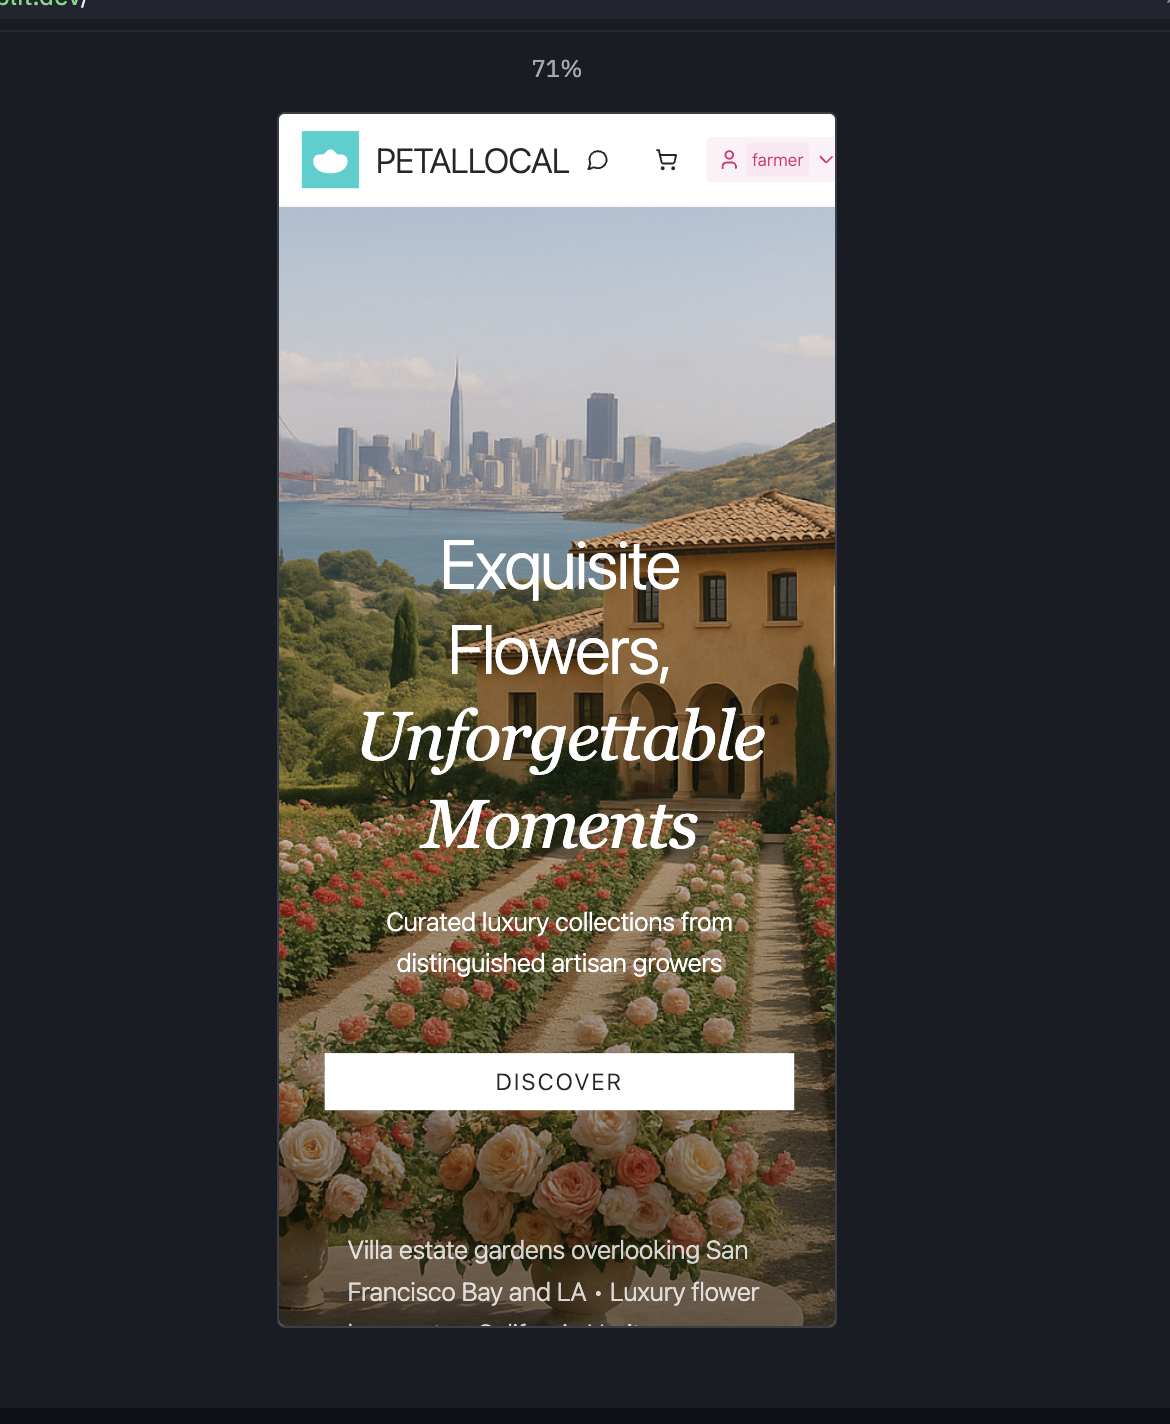 71%
PETALLOCAL
farmer
Exquisite
Flowers,
Unforgettable
Moments
Curated luxury collections from
distinguished artisan growers
DISCOVER
Villa estate gardens overlooking San
Francisco Bay and LA • Luxury flower